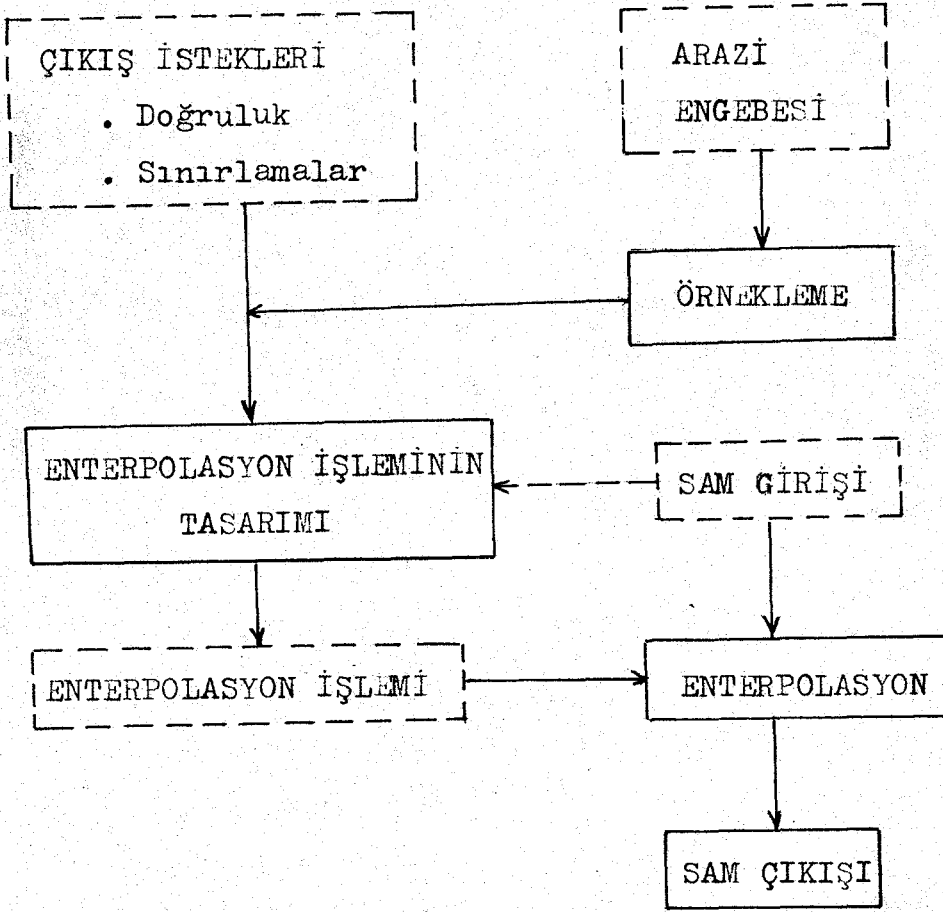 ÇIKIŞ İSTEKLERİ
. Doğruluk
. Sınırlamalar
ARAZİ
ENGEBESİ
ÖRNEKLEME
ENTERPOLASYON İŞLEMİNİN
TASARIMI
SAM GİRİŞİ
ENTERPOLASYON İŞLEMİ
ENTERPOLASYON
SAM ÇIKIŞI